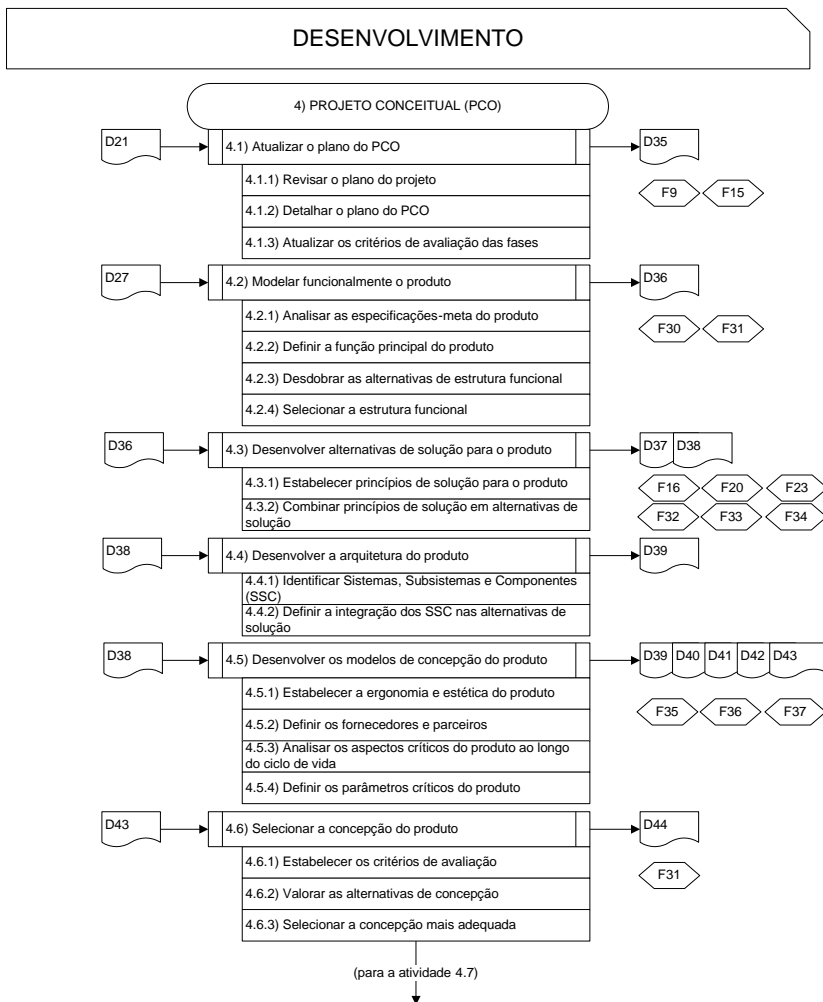 DESENVOLVIMENTO
4) PROJETO CONCEITUAL (PCO)
D21
4.1) Atualizar o plano do PCO
D35
4.1.1) Revisar o plano do projeto
F9 F15
4.1.2) Detalhar o plano do PCO
4.1.3) Atualizar os critérios de avaliação das fases
D27
4.2) Modelar funcionalmente o produto
D36
4.2.1) Analisar as especificações-meta do produto
F30 F31
4.2.2) Definir a função principal do produto
4.2.3) Desdobrar as alternativas de estrutura funcional
4.2.4) Selecionar a estrutura funcional
D36
4.3) Desenvolver alternativas de solução para o produto
D37 D38
4.3.1) Estabelecer princípios de solução para o produto
F16 F20 F23
4.3.2) Combinar princípios de solução em alternativas de
solução
F32 F33 F34
D38
4.4) Desenvolver a arquitetura do produto
D39
4.4.1) Identificar Sistemas, Subsistemas e Componentes
(SSC)
4.4.2) Definir a integração dos SSC nas alternativas de
solução
D38
4.5) Desenvolver os modelos de concepção do produto
D39 D40 D41 D42 D43
4.5.1) Estabelecer a ergonomia e estética do produto
F35 F36 F37
4.5.2) Definir os fornecedores e parceiros
4.5.3) Analisar os aspectos críticos do produto ao longo
do ciclo de vida
4.5.4) Definir os parâmetros críticos do produto
D43
4.6) Selecionar a concepção do produto
D44
4.6.1) Estabelecer os critérios de avaliação
F31
4.6.2) Valorar as alternativas de concepção
4.6.3) Selecionar a concepção mais adequada
(para a atividade 4.7)